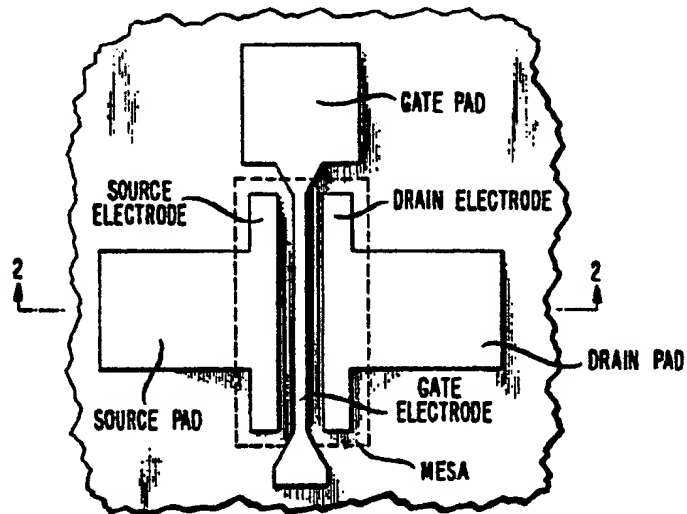 GATE PAD
SOURCE
ELECTRODE
DRAIN ELECTRODE
2
2
DRAIN PAD
GATE
ELECTRODE
SOURCE PAD
MESA